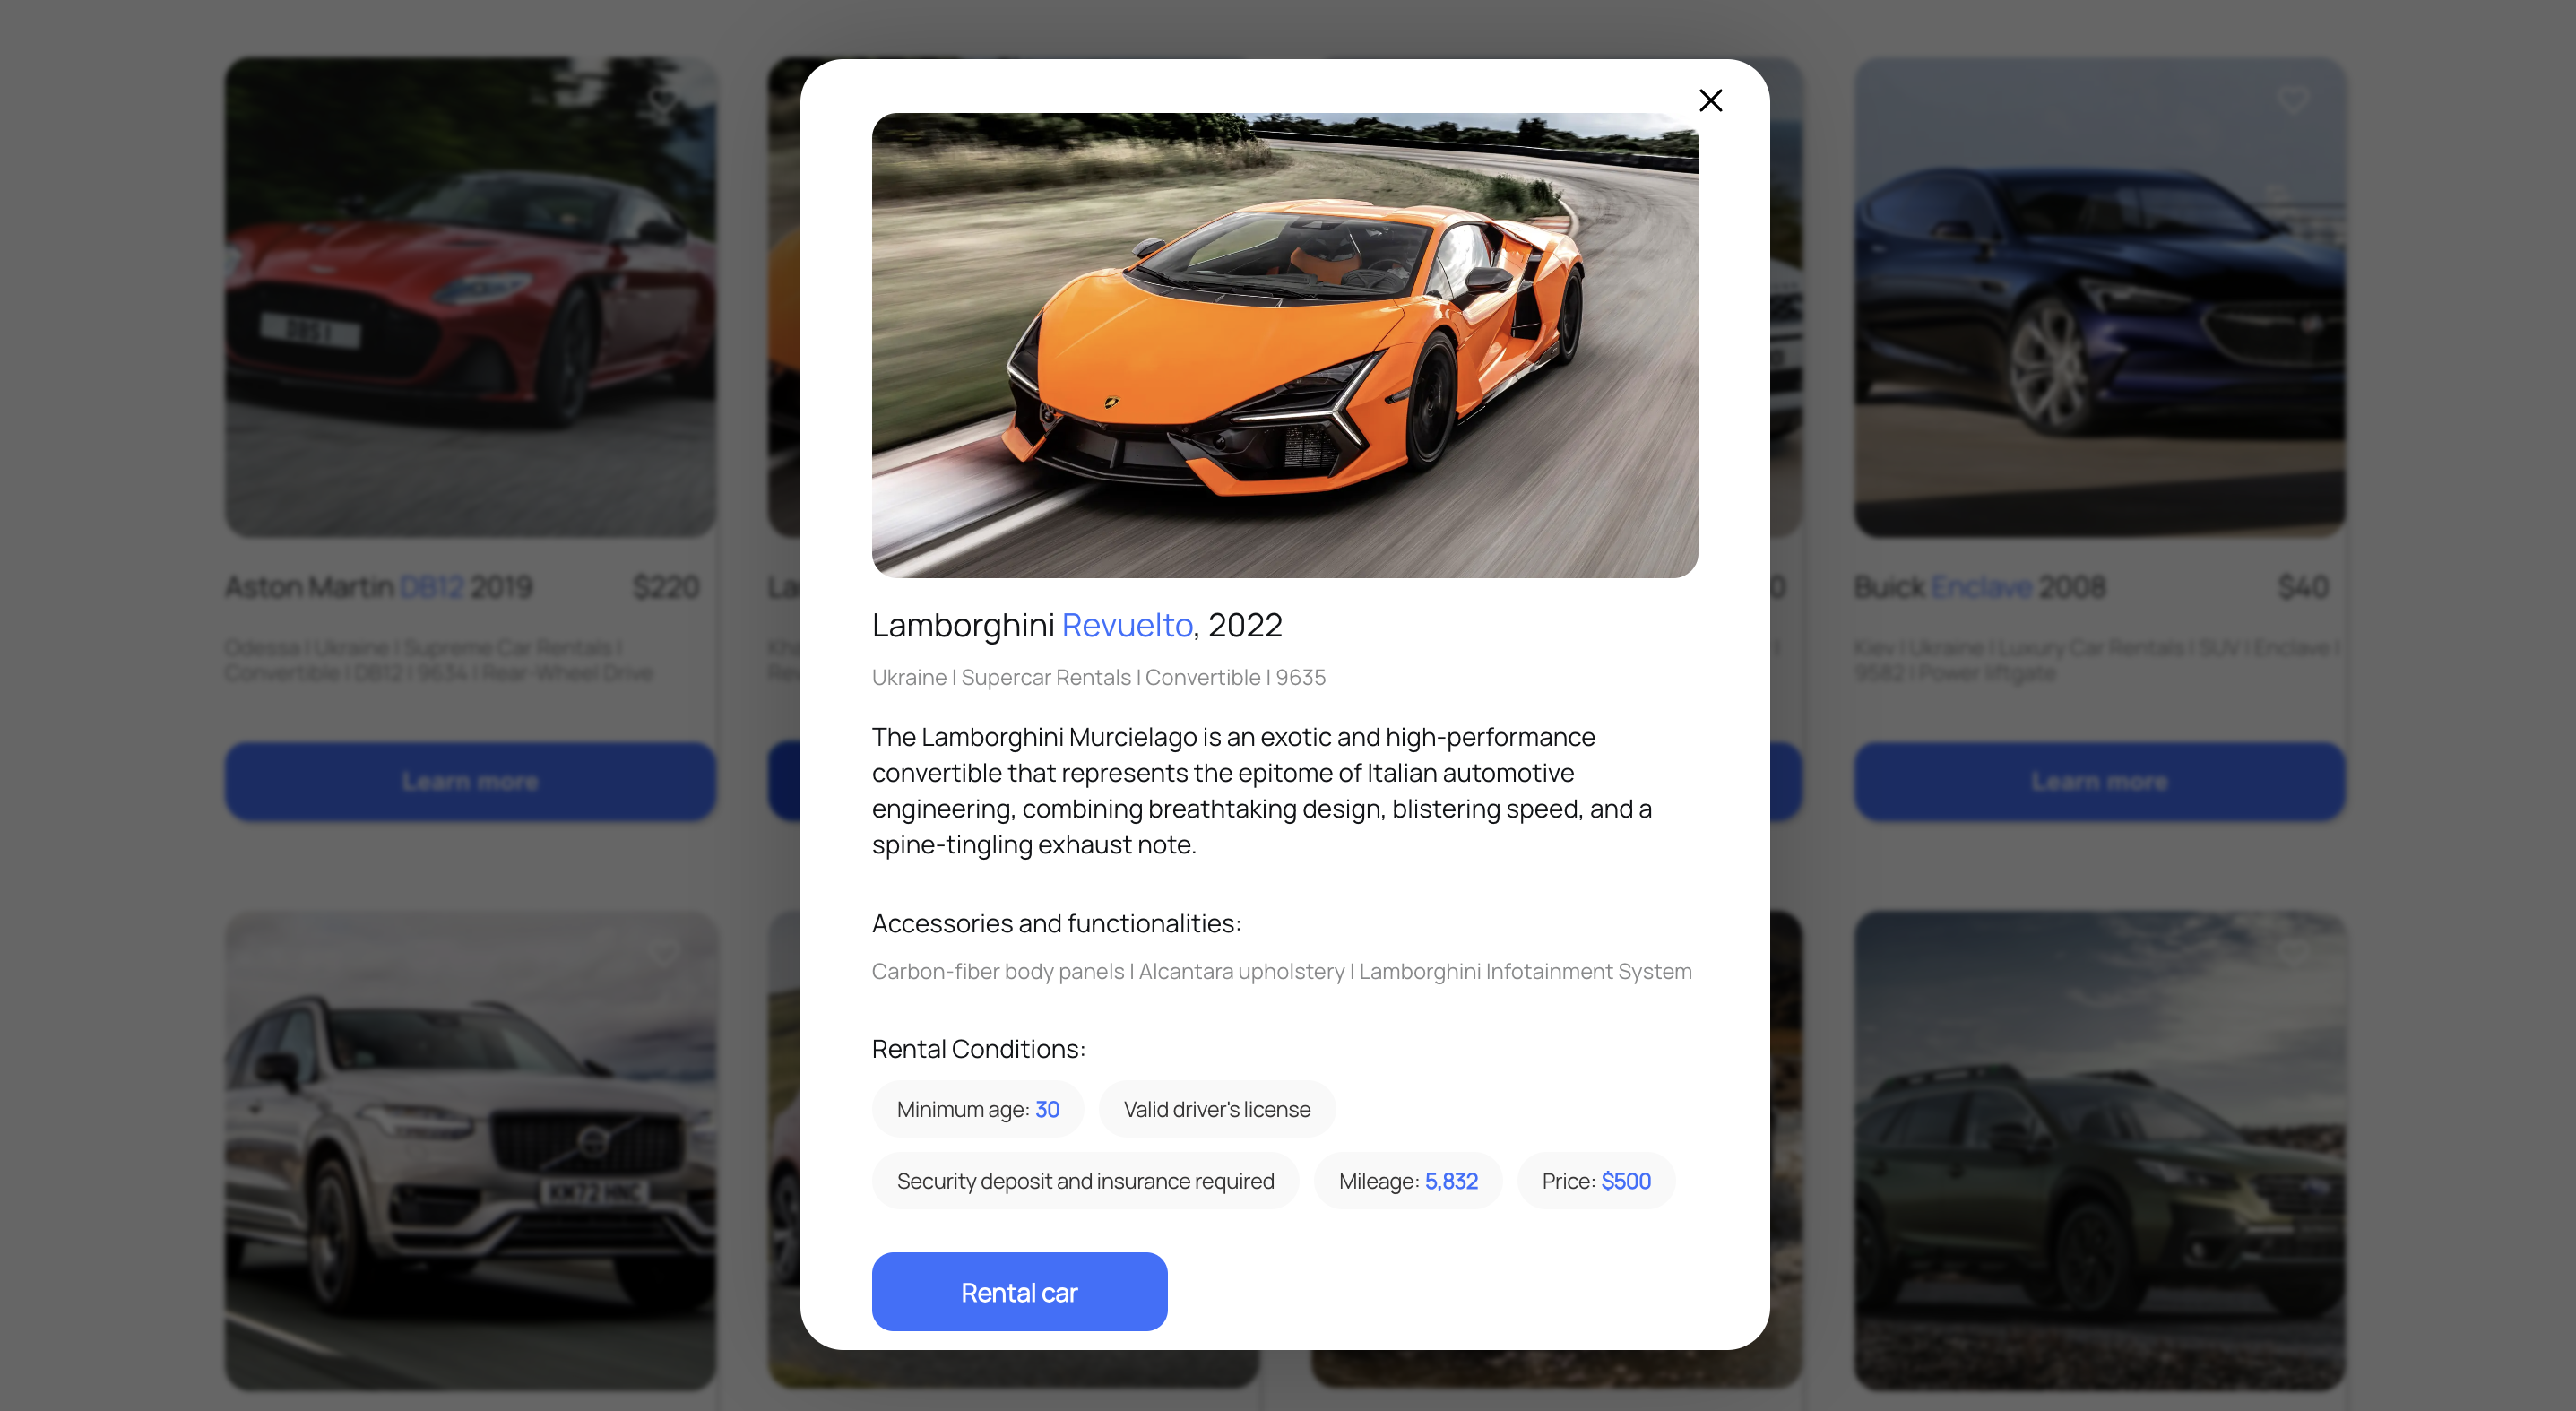 Lamborghini Revuelto, 2022
Ukraine | Supercar Rentals | Convertible | 9635
The Lamborghini Murcielago is an exotic and high-performance
convertible that represents the epitome of Italian automotive
engineering, combining breathtaking design, blistering speed, and a
spine-tingling exhaust note.
Accessories and functionalities:
Carbon-fiber body panels | Alcantara upholstery | Lamborghini Infotainment System
Rental Conditions:
Minimum age: 30
Valid driver's license
Security deposit and insurance required
Mileage: 5,832
Price: $500
Rental car
DBS 1
Aston Martin DB12 2019 $220
Odessa | Ukraine | Supreme Car Rentals |
Convertible | DB12 | 9634 | Rear-Wheel Drive
Learn more
Buick Enclave 2008 $40
Kiev | Ukraine | Luxury Car Rentals | SUV | Enclave |
9582 | Power liftgate
Learn more
KM72 HNC